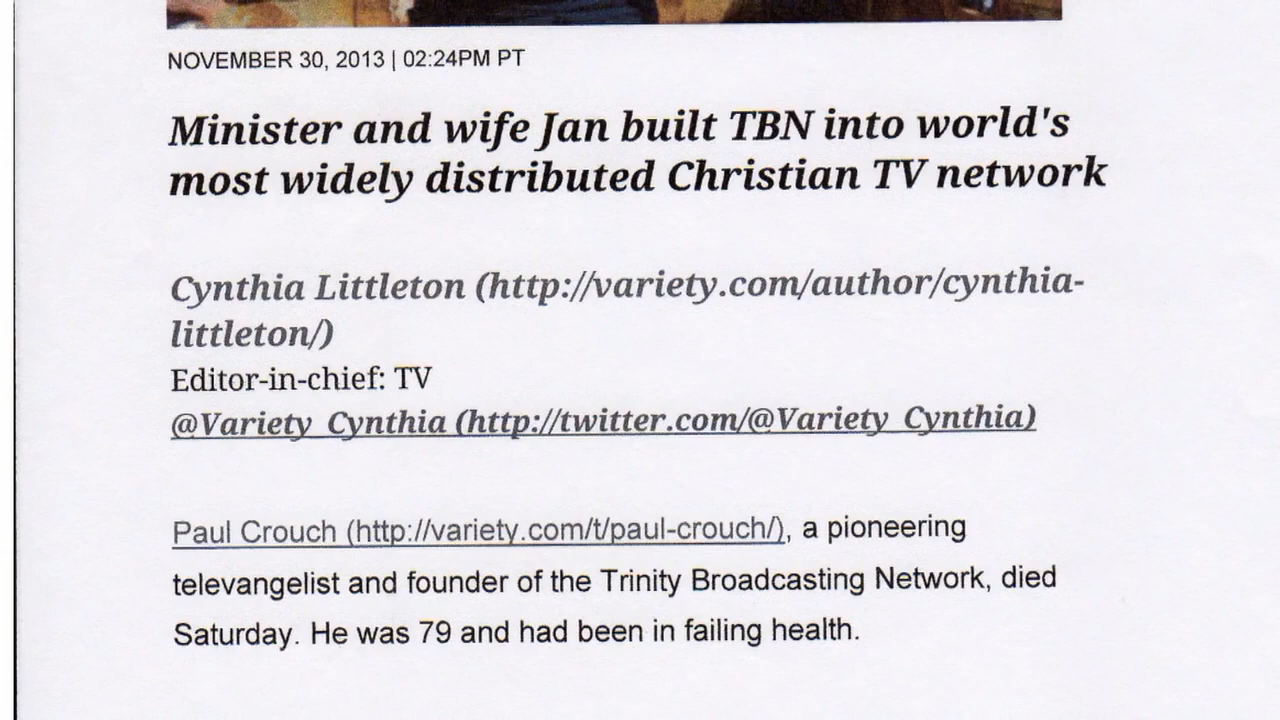 NOVEMBER 30, 2013 | 02:24PM PT
Minister and wife Jan built TBN into world's
most widely distributed Christian TV network
Cynthia Littleton (http://variety.com/author/cynthia-
littleton/)
Editor-in-chief: TV
@Variety_Cynthia (http://twitter.com/@Variety_Cynthia)
Paul Crouch (http://variety.com/t/paul-crouch/), a pioneering
televangelist and founder of the Trinity Broadcasting Network, died
Saturday. He was 79 and had been in failing health.